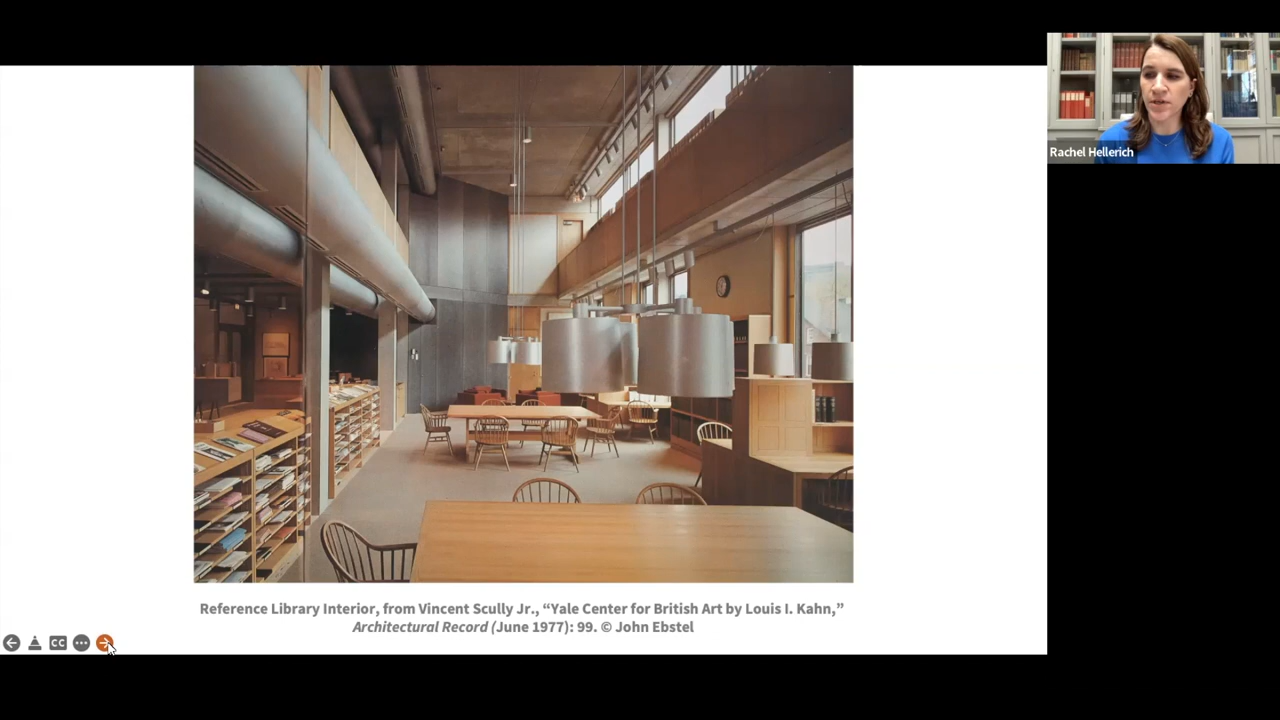 Rachel Hellerich
Reference Library Interior, from Vincent Scully Jr., “Yale Center for British Art by Louis I. Kahn,”
Architectural Record (June 1977): 99. © John Ebstel
CC